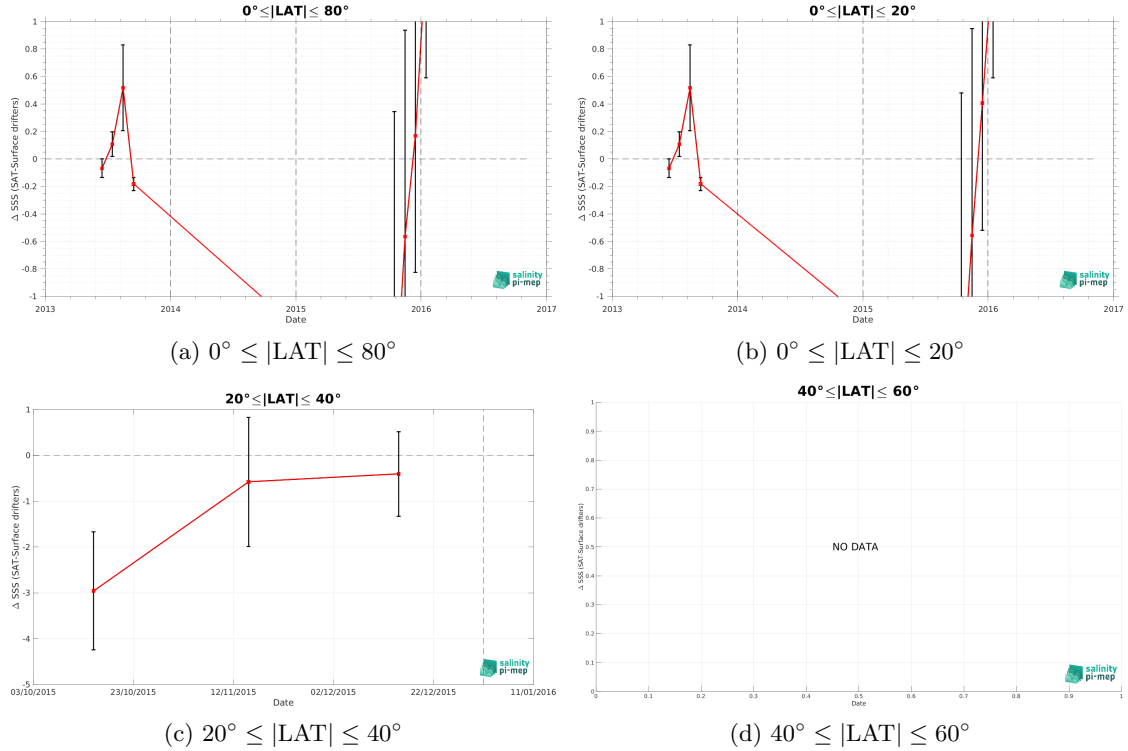 0°≤|LAT|≤ 80°
Δ SSS (SAT-Surface drifters)
1
0.8
0.6
0.4
0.2
0
-0.2
-0.4
-0.6
-0.8
-1
2013
2014
2015
2016
2017
Date
salinity
pi-mep
(a) 0° ≤ |LAT| ≤ 80°
0°≤|LAT|≤ 20°
Δ SSS (SAT-Surface drifters)
1
0.8
0.6
0.4
0.2
0
-0.2
-0.4
-0.6
-0.8
-1
2013
2014
2015
2016
2017
Date
salinity
pi-mep
(b) 0° ≤ |LAT| ≤ 20°
20°≤|LAT|≤ 40°
Δ SSS (SAT-Surface drifters)
1
0
-1
-2
-3
-4
-5
03/10/2015
23/10/2015
12/11/2015
02/12/2015
22/12/2015
11/01/2016
Date
salinity
pi-mep
(c) 20° ≤ |LAT| ≤ 40°
40°≤|LAT|≤ 60°
Δ SSS (SAT-Surface drifters)
1
0.9
0.8
0.7
0.6
0.5
0.4
0.3
0.2
0.1
0
NO DATA
0
0.1
0.2
0.3
0.4
0.5
0.6
0.7
0.8
0.9
1
Date
salinity
pi-mep
(d) 40° ≤ |LAT| ≤ 60°